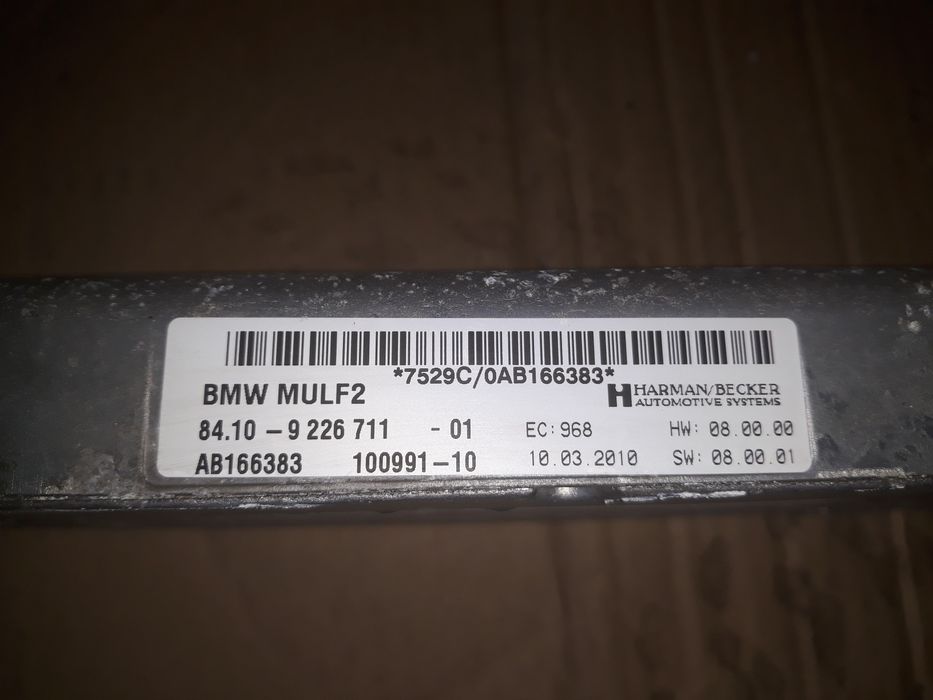 *7529C/0AB166383*
BMW MULF2
HARMAN/BECKER
AUTOMOTIVE SYSTEMS
84.10 - 9 226 711 - 01 EC: 968 HW: 08.00.00
AB166383 100991-10 10.03.2010 SW: 08.00.01